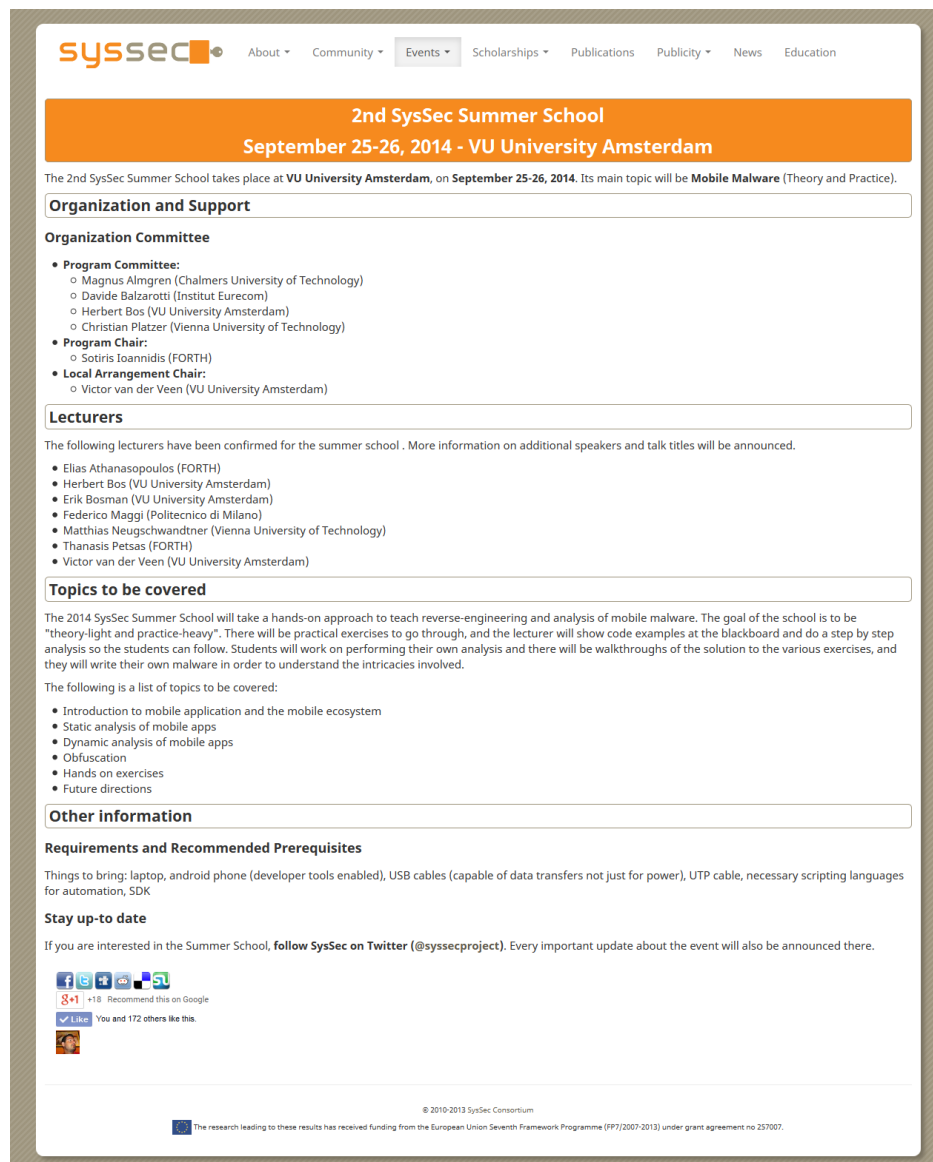 syssec
About
Community
Events
Scholarships
Publications
Publicity
News
Education
2nd SysSec Summer School
September 25-26, 2014 - VU University Amsterdam
The 2nd SysSec Summer School takes place at VU University Amsterdam, on September 25-26, 2014. Its main topic will be Mobile Malware (Theory and Practice).
Organization and Support
Organization Committee
Program Committee:
Magnus Almgren (Chalmers University of Technology)
Davide Balzarotti (Institut Eurecom)
Herbert Bos (VU University Amsterdam)
Christian Platzer (Vienna University of Technology)
Program Chair:
Sotiris Ioannidis (FORTH)
Local Arrangement Chair:
Victor van der Veen (VU University Amsterdam)
Lecturers
The following lecturers have been confirmed for the summer school . More information on additional speakers and talk titles will be announced.
Elias Athanasopoulos (FORTH)
Herbert Bos (VU University Amsterdam)
Erik Bosman (VU University Amsterdam)
Federico Maggi (Politecnico di Milano)
Matthias Neugschwandtner (Vienna University of Technology)
Thanasis Petsas (FORTH)
Victor van der Veen (VU University Amsterdam)
Topics to be covered
The 2014 SysSec Summer School will take a hands-on approach to teach reverse-engineering and analysis of mobile malware. The goal of the school is to be
"theory-light and practice-heavy". There will be practical exercises to go through, and the lecturer will show code examples at the blackboard and do a step by step
analysis so the students can follow. Students will work on performing their own analysis and there will be walkthroughs of the solution to the various exercises, and
they will write their own malware in order to understand the intricacies involved.
The following is a list of topics to be covered:
Introduction to mobile application and the mobile ecosystem
Static analysis of mobile apps
Dynamic analysis of mobile apps
Obfuscation
Hands on exercises
Future directions
Other information
Requirements and Recommended Prerequisites
Things to bring: laptop, android phone (developer tools enabled), USB cables (capable of data transfers not just for power), UTP cable, necessary scripting languages
for automation, SDK
Stay up-to date
If you are interested in the Summer School, follow SysSec on Twitter (@syssecproject). Every important update about the event will also be announced there.
g+1 +18 Recommend this on Google
Like You and 172 others like this.
© 2010-2013 SysSec Consortium
The research leading to these results has received funding from the European Union Seventh Framework Programme (FP7/2007-2013) under grant agreement no 257007.